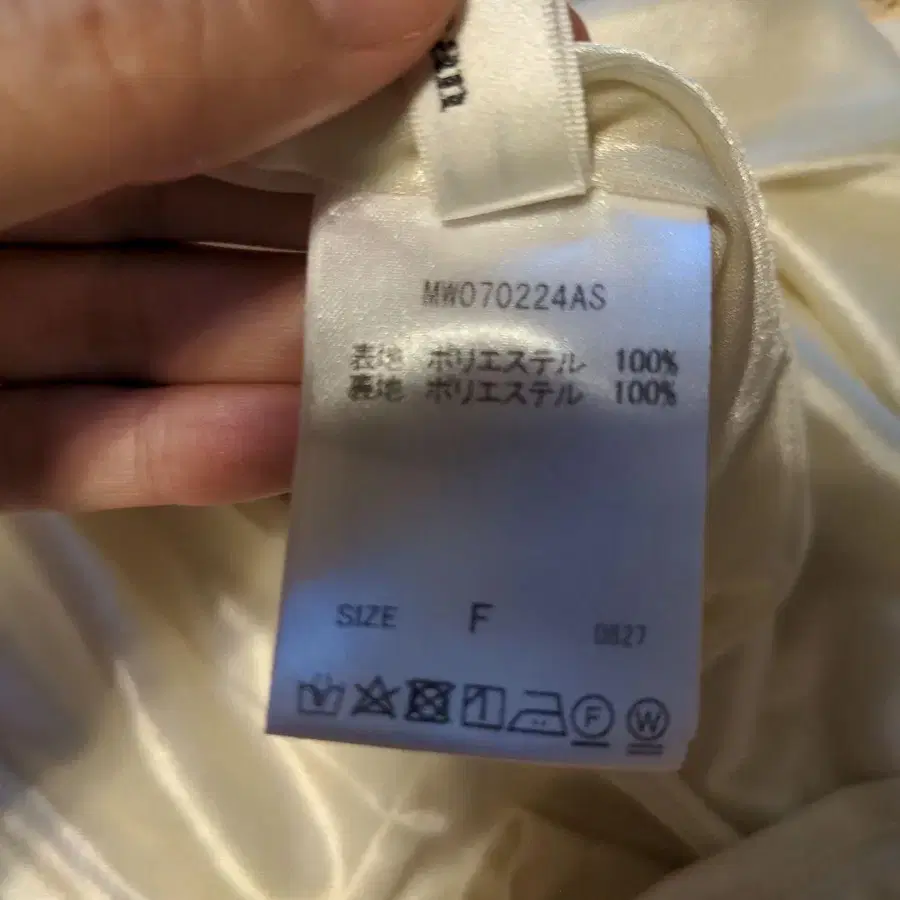 MW070224AS
表地 ポリエステル 100%
裏地 ポリエステル 100%
SIZE F 0827
F W